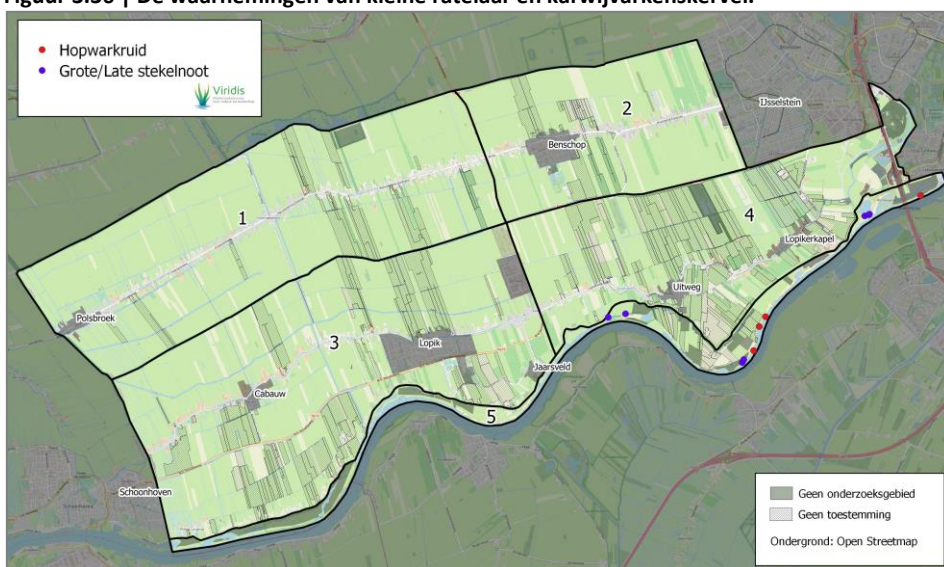 Figuur 3.36 | De waarnemingen van kleine ratelaar en karwijvarkenskervel.
Hopwarkruid
Grote/Late stekelnoot
Viridis
IJsselstein
2
Benschop
1
4
Lopikerkapel
Uitweg
Polsbroek
3
Lopik
Jaarsveld
Cabauw
5
Schoonhoven
Geen onderzoeksgebied
Geen toestemming
Ondergrond: Open Streetmap